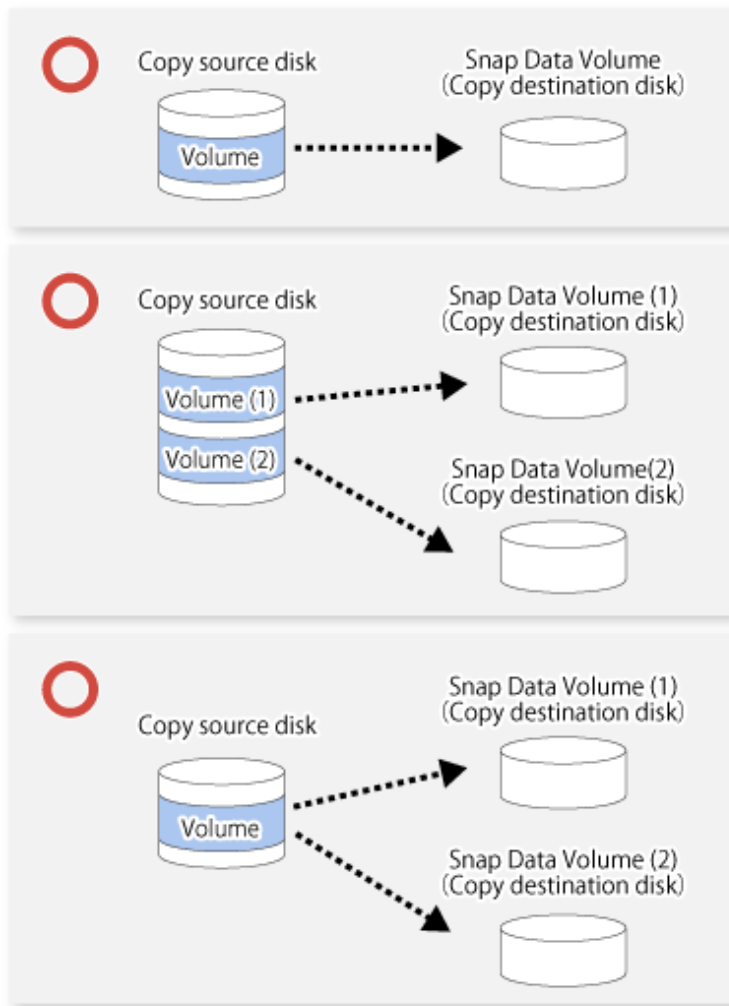 Copy source disk
Snap Data Volume
(Copy destination disk)
Volume
Copy source disk
Snap Data Volume (1)
(Copy destination disk)
Volume (1)
Volume (2)
Snap Data Volume(2)
(Copy destination disk)
Snap Data Volume (1)
(Copy destination disk)
Copy source disk
Volume
Snap Data Volume (2)
(Copy destination disk)